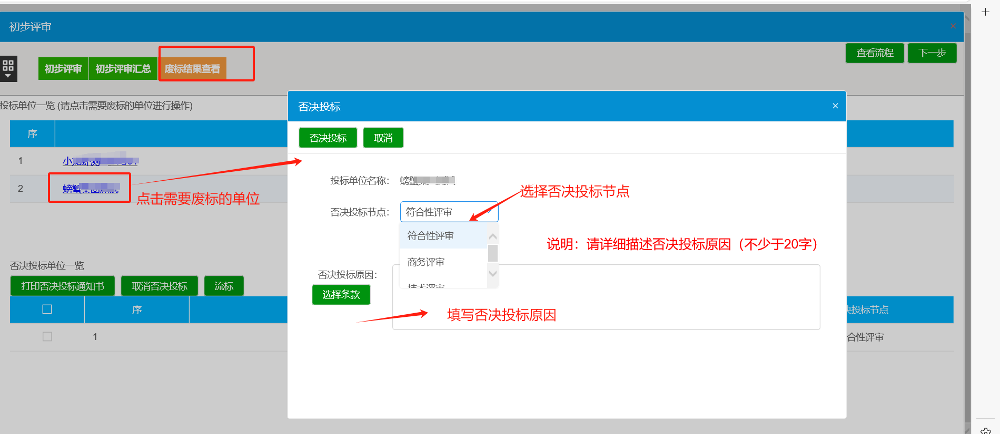 初步评审
查看流程 下一步
初步评审 初步评审汇总 废标结果查看
投标单位一览 (请点击需要废标的单位进行操作)
否决投标
序
否决投标 取消
1 小
投标单位名称： 螃蟹
2 螃蟹集团
选择否决投标节点
点击需要废标的单位
否决投标节点： 符合性评审
符合性评审
说明：请详细描述否决投标原因（不少于20字）
商务评审
否决投标单位一览
否决投标原因：
打印否决投标通知书 取消否决投标 流标
技术评审
选择条款
序
决投标节点
填写否决投标原因
1
合性评审